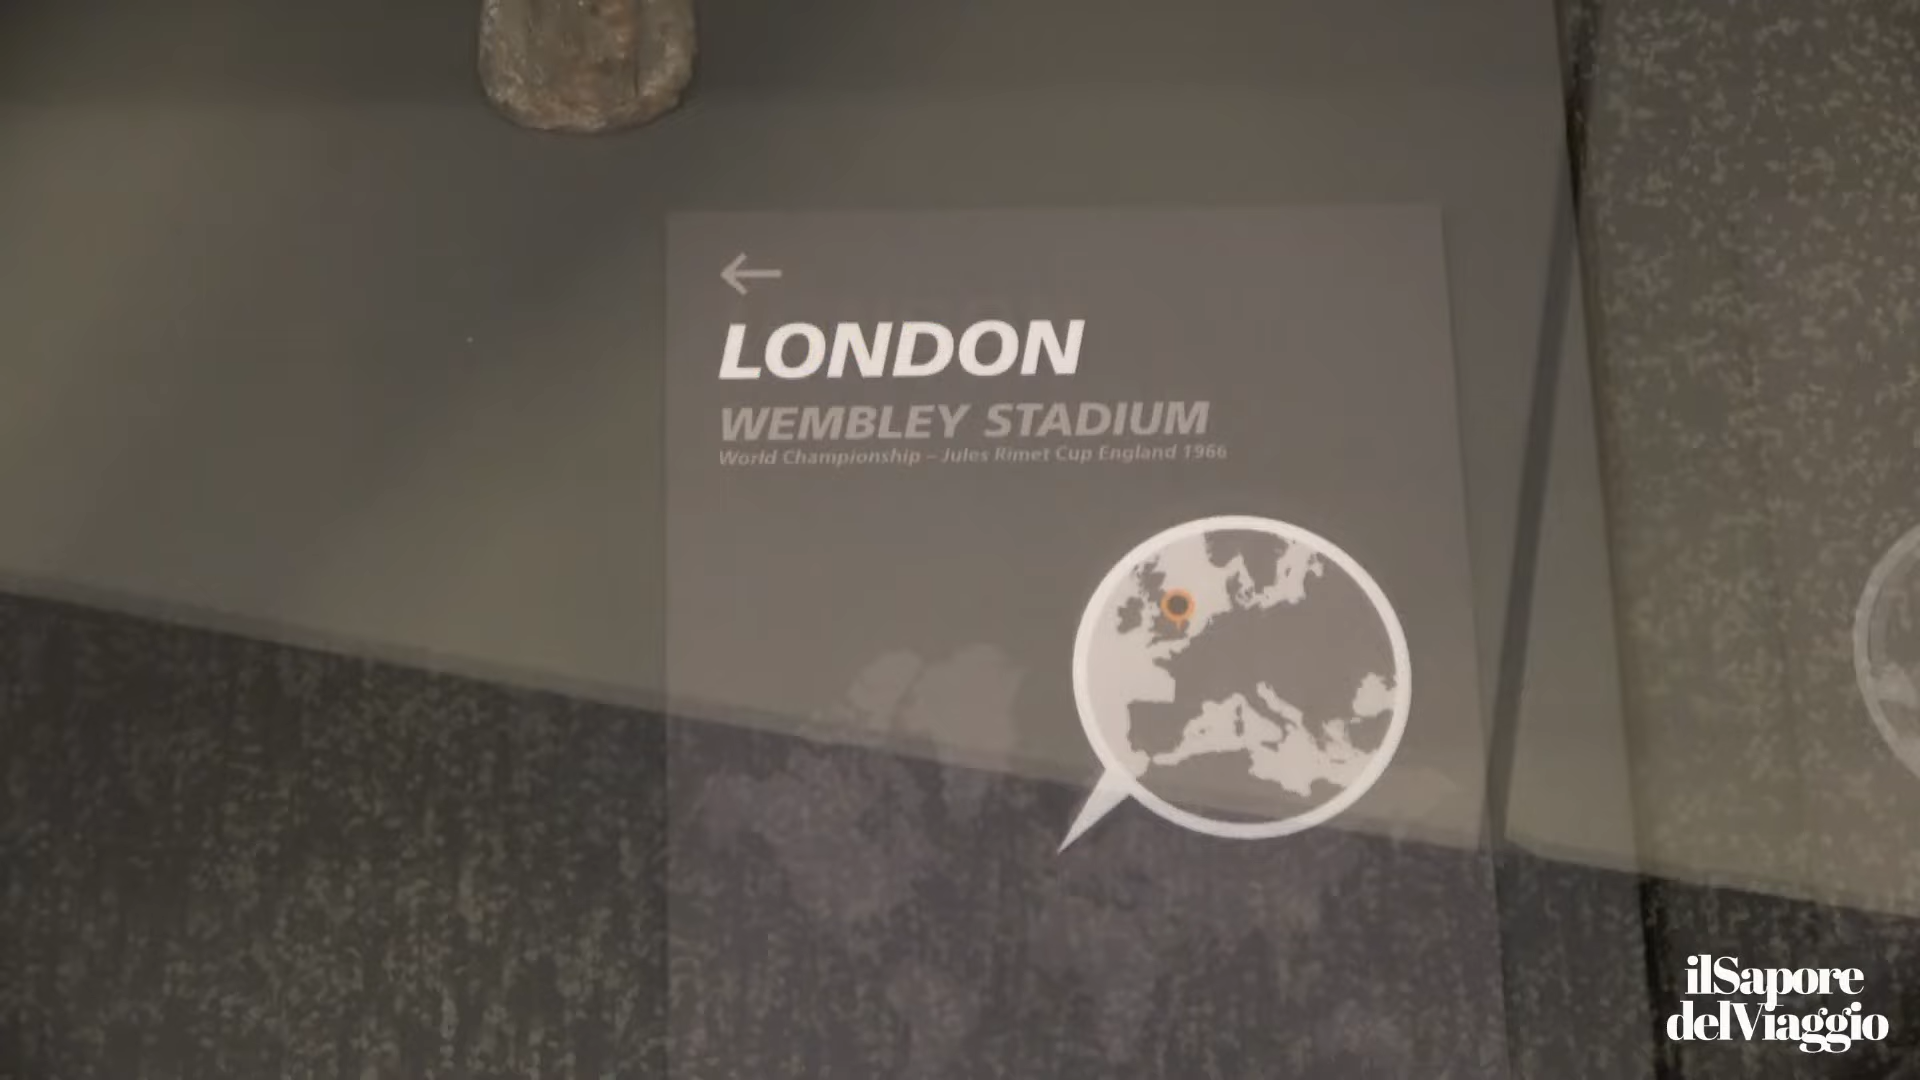 LONDON
WEMBLEY STADIUM
World Championship – Jules Rimet Cup England 1966
ilSapore
delViaggio